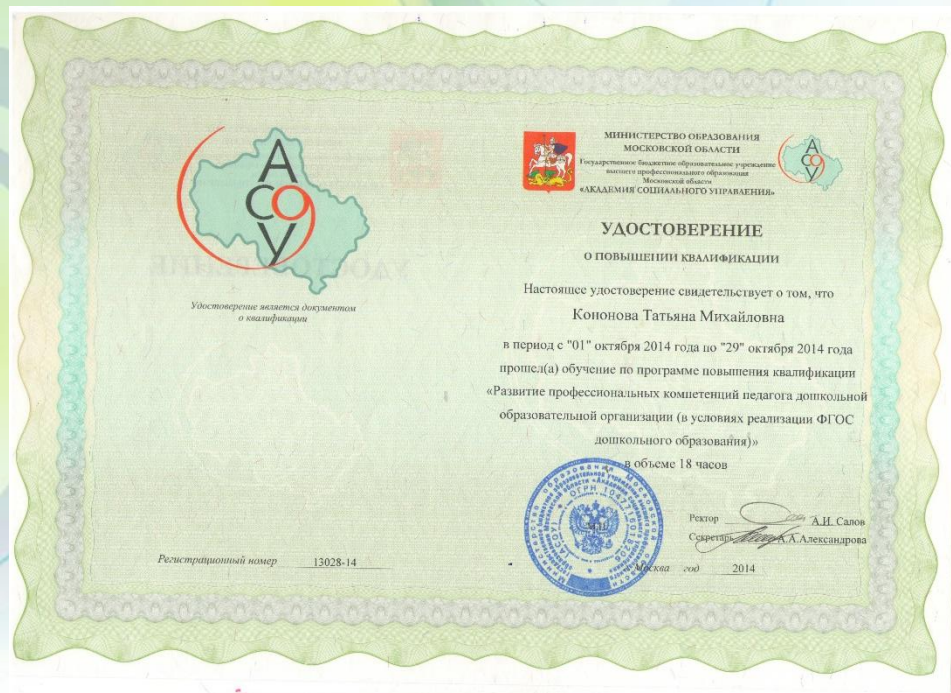 АСОУ
Удостоверение является документом
о квалификации
Регистрационный номер 13028-14
МИНИСТЕРСТВО ОБРАЗОВАНИЯ
МОСКОВСКОЙ ОБЛАСТИ
Государственное бюджетное образовательное учреждение
высшего профессионального образования
Московской области
«АКАДЕМИЯ СОЦИАЛЬНОГО УПРАВЛЕНИЯ»
АСОУ
УДОСТОВЕРЕНИЕ
О ПОВЫШЕНИИ КВАЛИФИКАЦИИ
Настоящее удостоверение свидетельствует о том, что
Кононова Татьяна Михайловна
в период с "01" октября 2014 года по "29" октября 2014 года
прошел(а) обучение по программе повышения квалификации
«Развитие профессиональных компетенций педагога дошкольной
образовательной организации (в условиях реализации ФГОС
дошкольного образования)»
в объеме 18 часов
Ректор А.И. Салов
Секретарь А.А.Александрова
М.П.
Москва год 2014